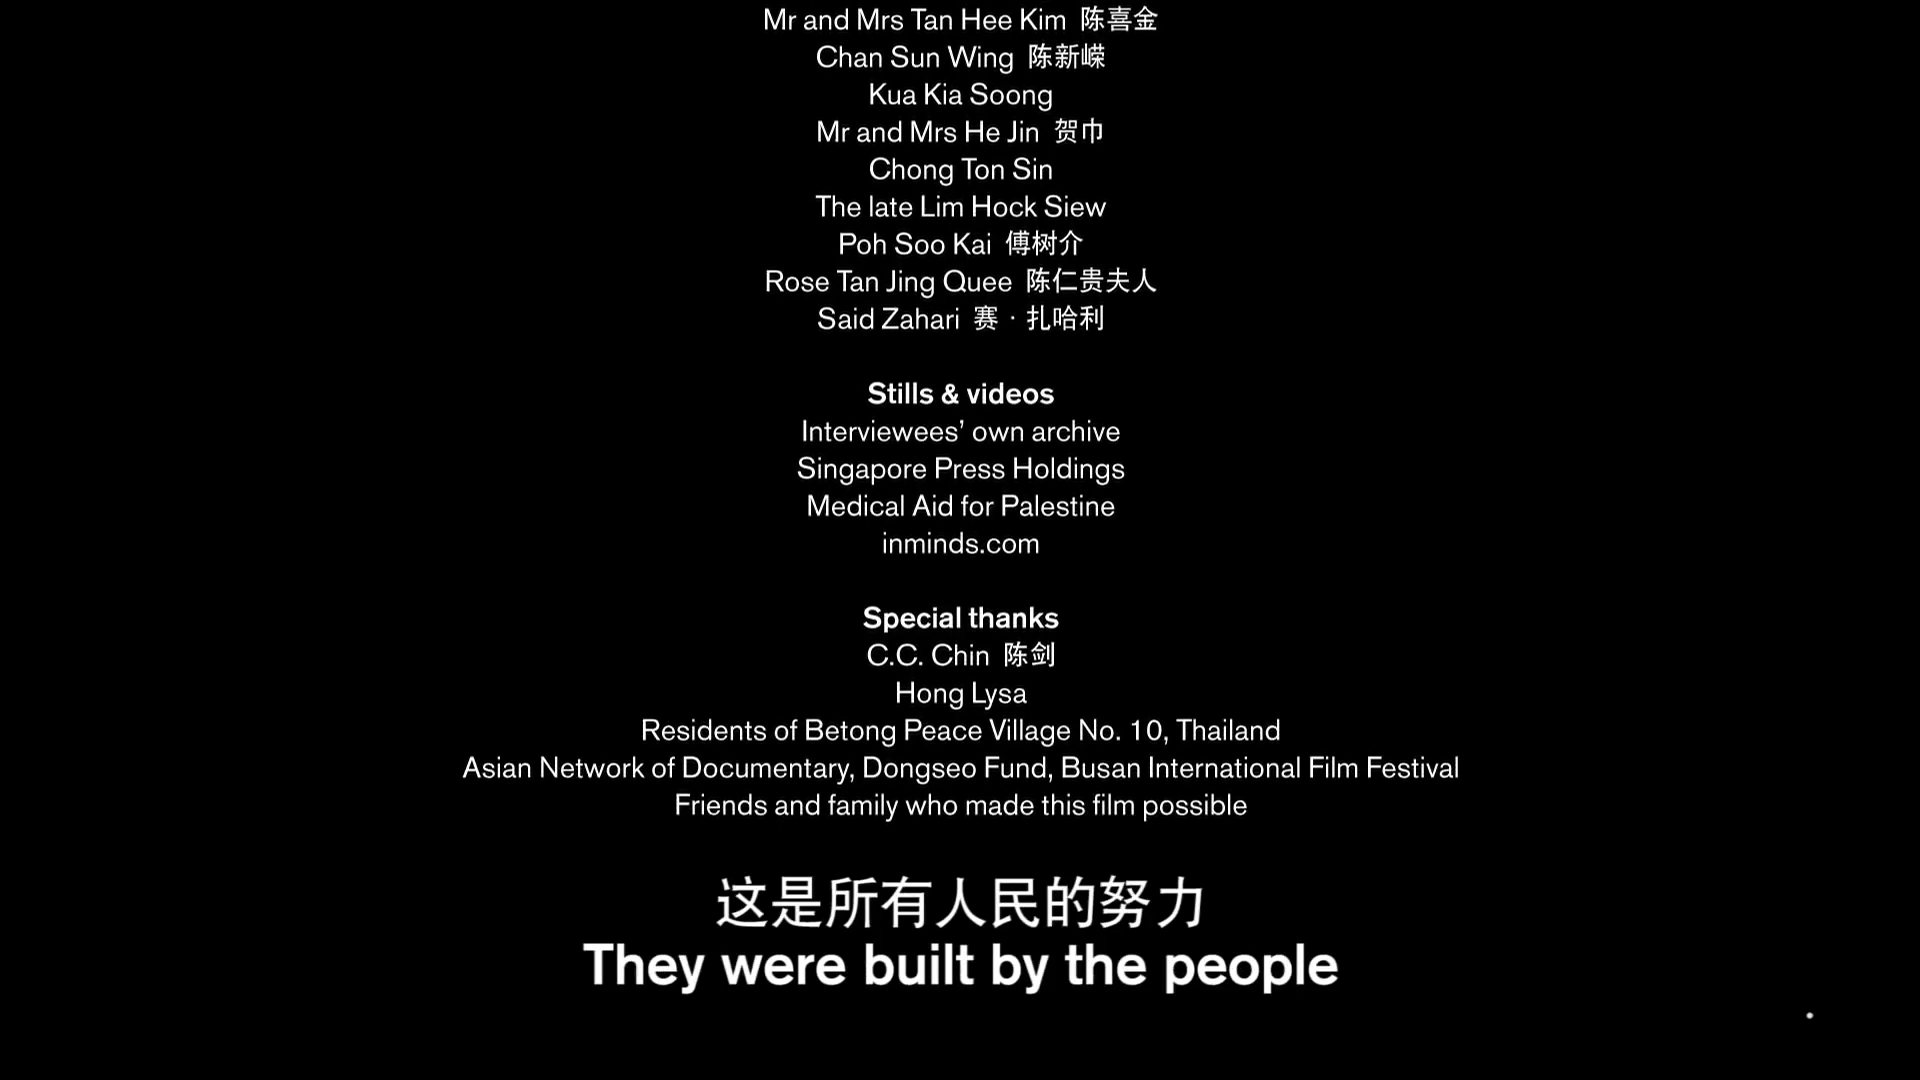 Mr and Mrs Tan Hee Kim 陈喜金
Chan Sun Wing 陈新嵘
Kua Kia Soong
Mr and Mrs He Jin 贺巾
Chong Ton Sin
The late Lim Hock Siew
Poh Soo Kai 傅树介
Rose Tan Jing Quee 陈仁贵夫人
Said Zahari 赛·扎哈利
Stills & videos
Interviewees’ own archive
Singapore Press Holdings
Medical Aid for Palestine
inminds.com
Special thanks
C.C. Chin 陈剑
Hong Lysa
Residents of Betong Peace Village No. 10, Thailand
Asian Network of Documentary, Dongseo Fund, Busan International Film Festival
Friends and family who made this film possible
这是所有人民的努力
They were built by the people